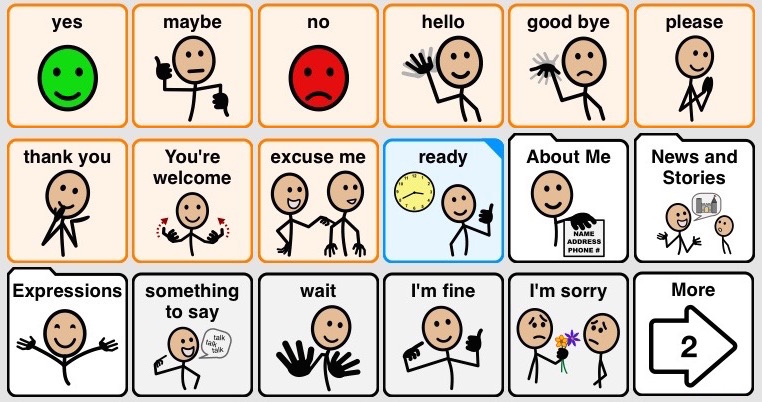 yes
maybe
no
hello
good bye
please
thank you
You're
welcome
excuse me
ready
About Me
NAME
ADDRESS
PHONE #
News and
Stories
Expressions
something
to say
talk
talk
talk
wait
I'm fine
I'm sorry
More
2